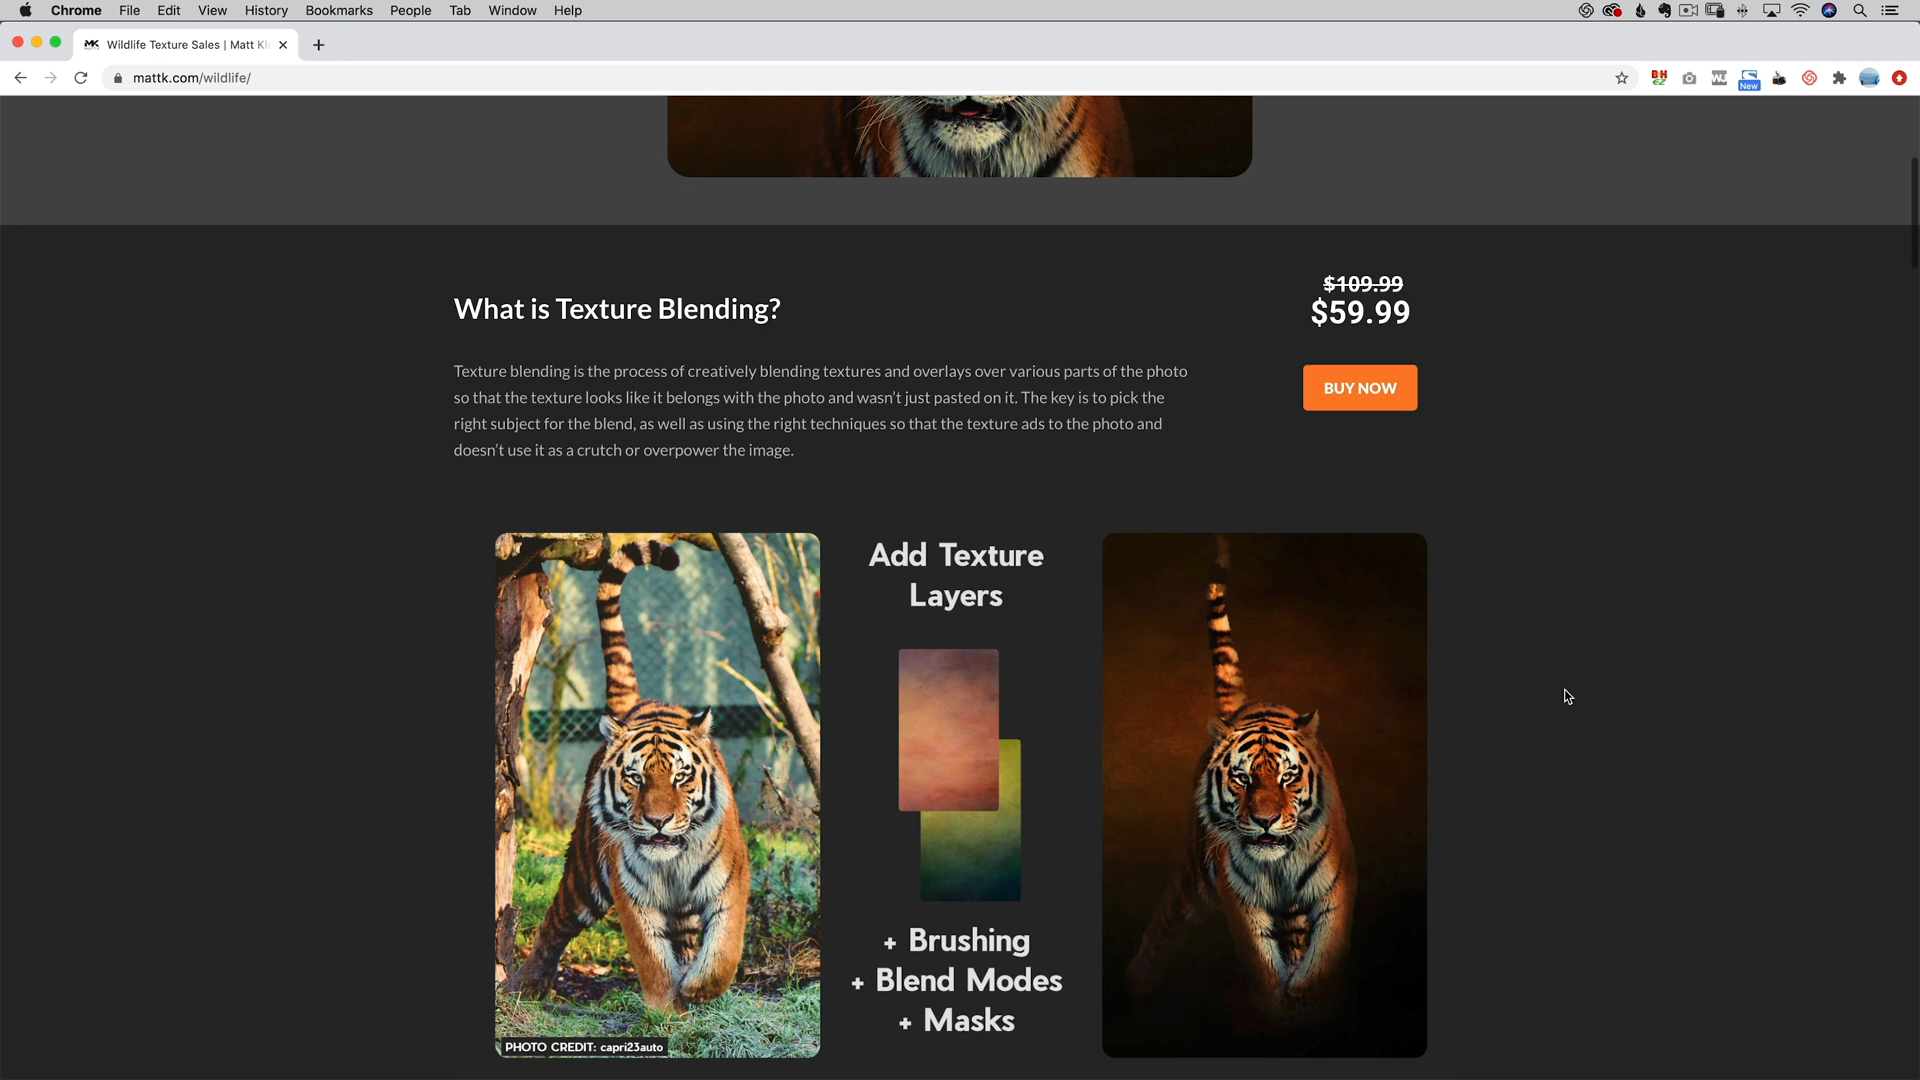 Chrome File Edit View History Bookmarks People Tab Window Help
MK Wildlife Texture Sales | Matt Kl
mattk.com/wildlife/
BH
EZ
New
$109.99
$59.99
What is Texture Blending?
BUY NOW
Texture blending is the process of creatively blending textures and overlays over various parts of the photo
so that the texture looks like it belongs with the photo and wasn't just pasted on it. The key is to pick the
right subject for the blend, as well as using the right techniques so that the texture ads to the photo and
doesn't use it as a crutch or overpower the image.
Add Texture
Layers
+ Brushing
+ Blend Modes
+ Masks
PHOTO CREDIT: capri23auto